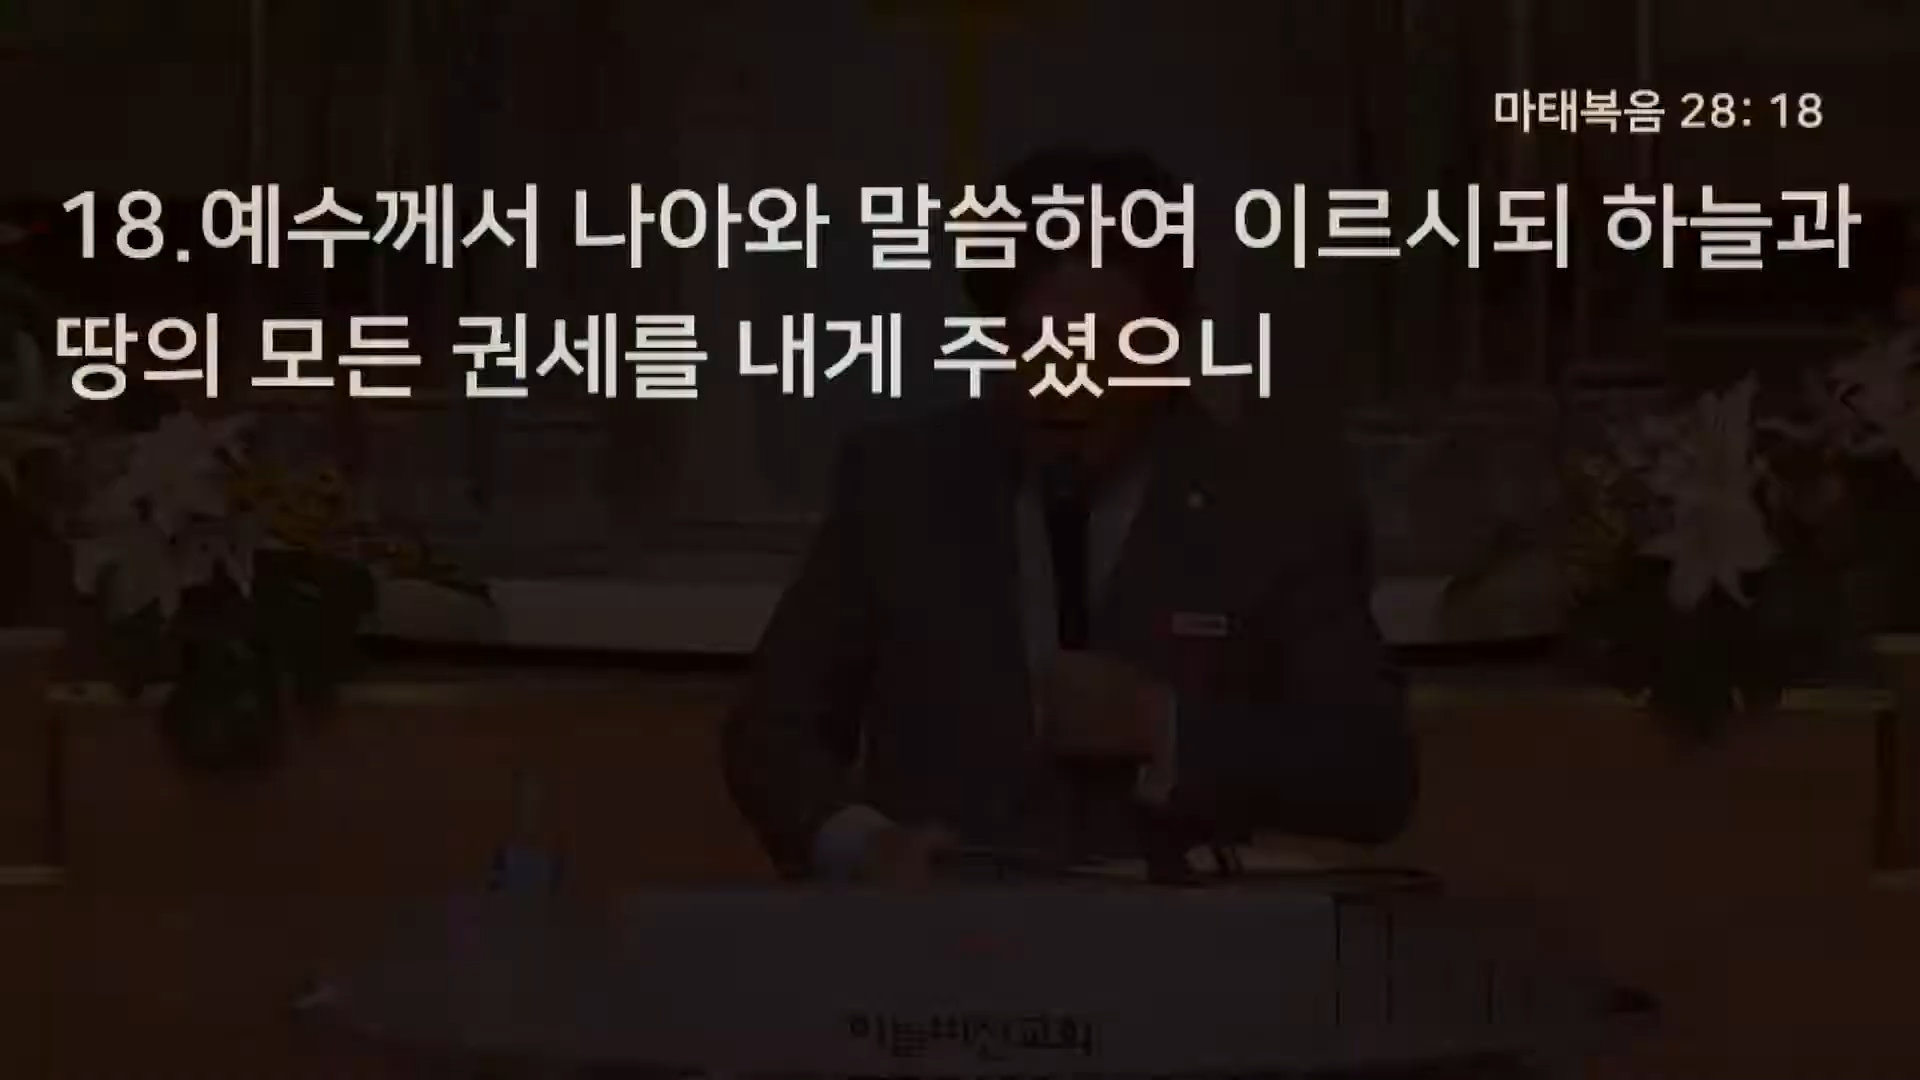 마태복음 28: 18
18.예수께서 나아와 말씀하여 이르시되 하늘과
땅의 모든 권세를 내게 주셨으니